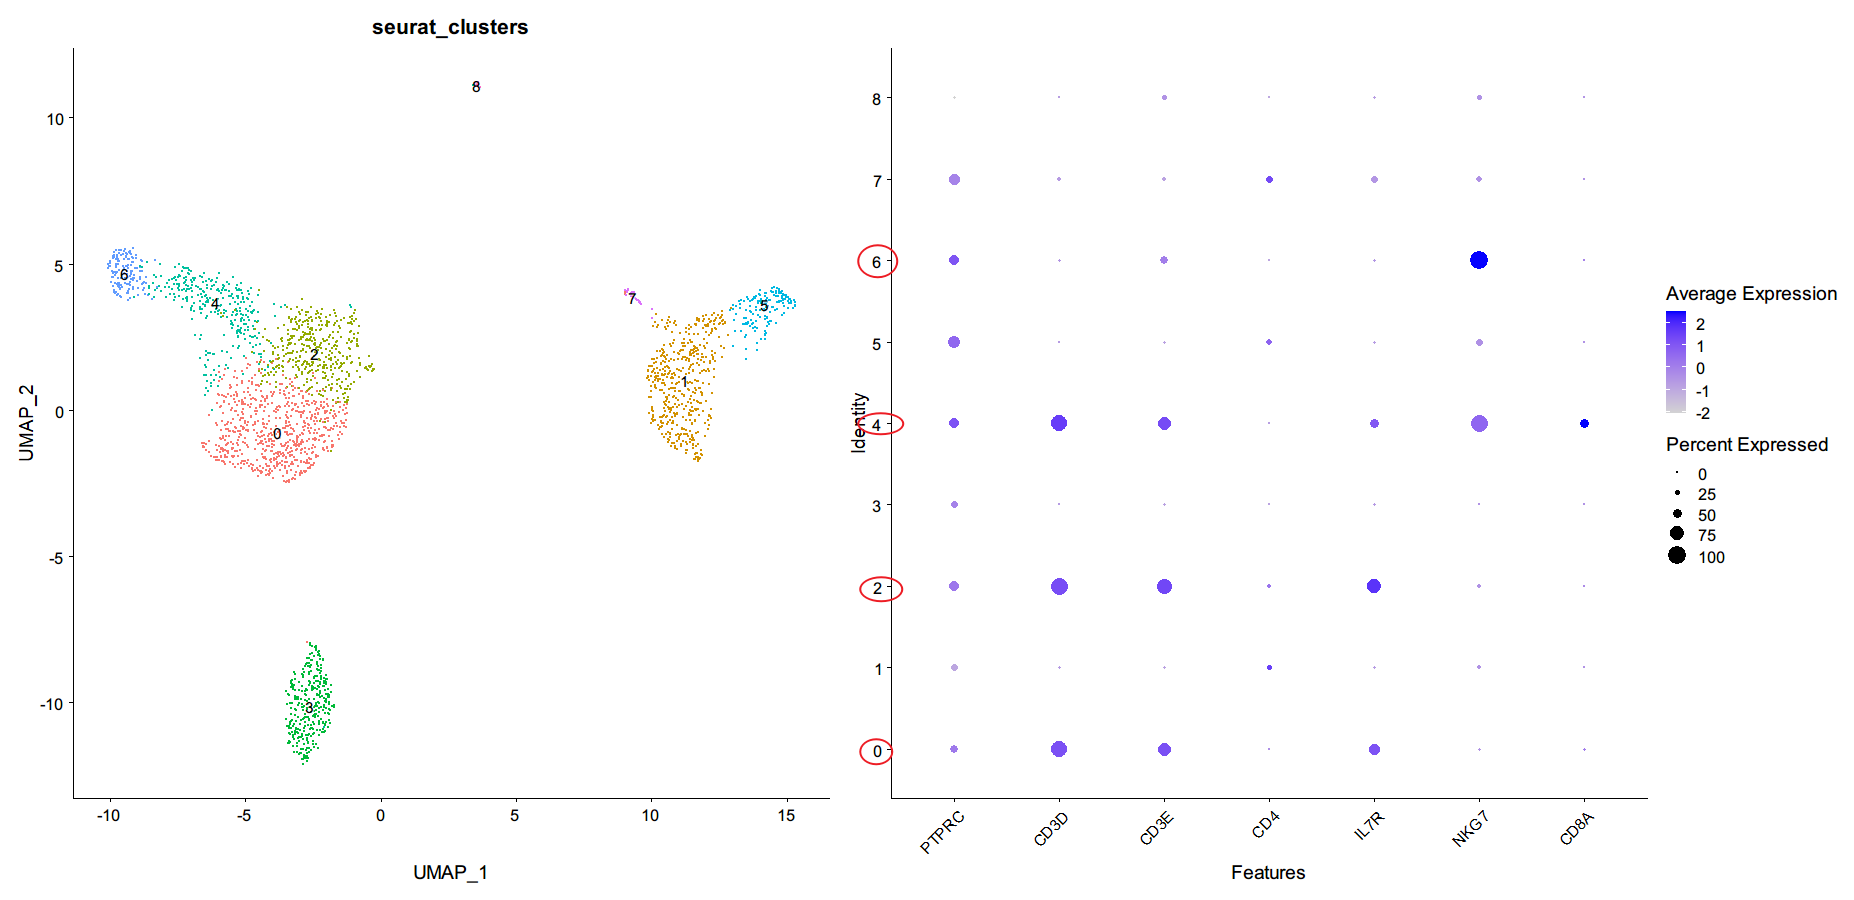 seurat_clusters
8
10
5
0
-5
-10
6
4
2
0
7
5
1
3
-10
-5
0
5
10
15
UMAP_1
UMAP_2
8
7
6
5
4
3
2
1
0
Identity
PTPRC
CD3D
CD3E
CD4
IL7R
NKG7
CD8A
Features
Average Expression
2
1
0
-1
-2
Percent Expressed
0
25
50
75
100